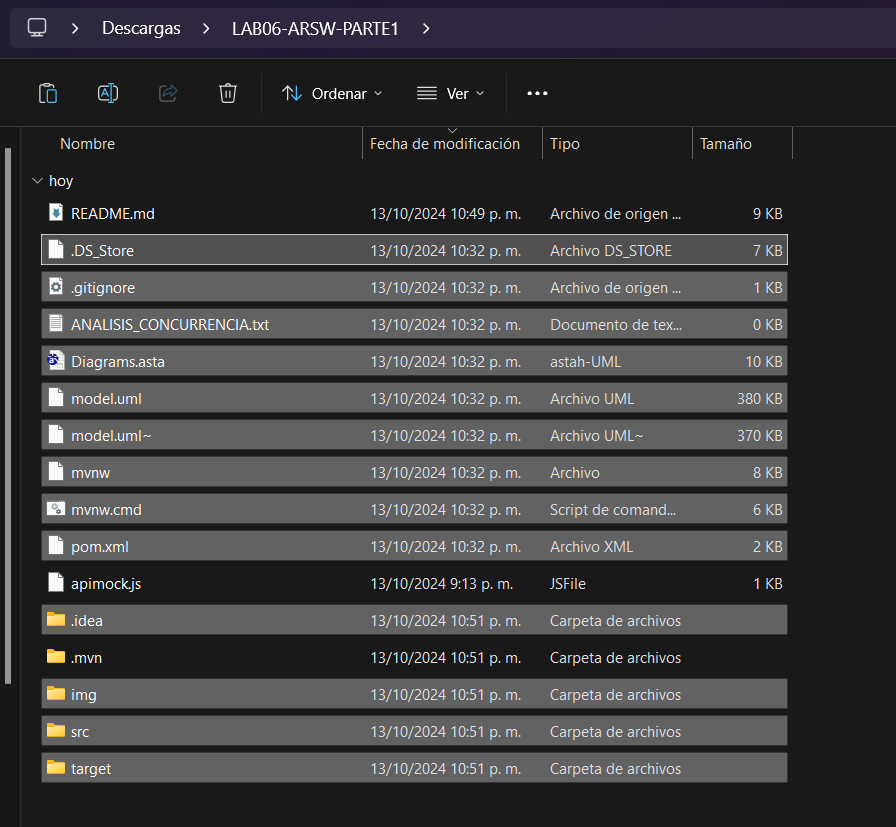 Descargas LAB06-ARSW-PARTE1
Ordenar Ver
Nombre Fecha de modificación Tipo Tamaño
hoy
README.md 13/10/2024 10:49 p. m. Archivo de origen ... 9 KB
.DS_Store 13/10/2024 10:32 p. m. Archivo DS_STORE 7 KB
.gitignore 13/10/2024 10:32 p. m. Archivo de origen ... 1 KB
ANALISIS_CONCURRENCIA.txt 13/10/2024 10:32 p. m. Documento de tex... 0 KB
Diagrams.asta 13/10/2024 10:32 p. m. astah-UML 10 KB
model.uml 13/10/2024 10:32 p. m. Archivo UML 380 KB
model.uml~ 13/10/2024 10:32 p. m. Archivo UML~ 370 KB
mvnw 13/10/2024 10:32 p. m. Archivo 8 KB
mvnw.cmd 13/10/2024 10:32 p. m. Script de comand... 6 KB
pom.xml 13/10/2024 10:32 p. m. Archivo XML 2 KB
apimock.js 13/10/2024 9:13 p. m. JSFile 1 KB
.idea 13/10/2024 10:51 p. m. Carpeta de archivos
.mvn 13/10/2024 10:51 p. m. Carpeta de archivos
img 13/10/2024 10:51 p. m. Carpeta de archivos
src 13/10/2024 10:51 p. m. Carpeta de archivos
target 13/10/2024 10:51 p. m. Carpeta de archivos